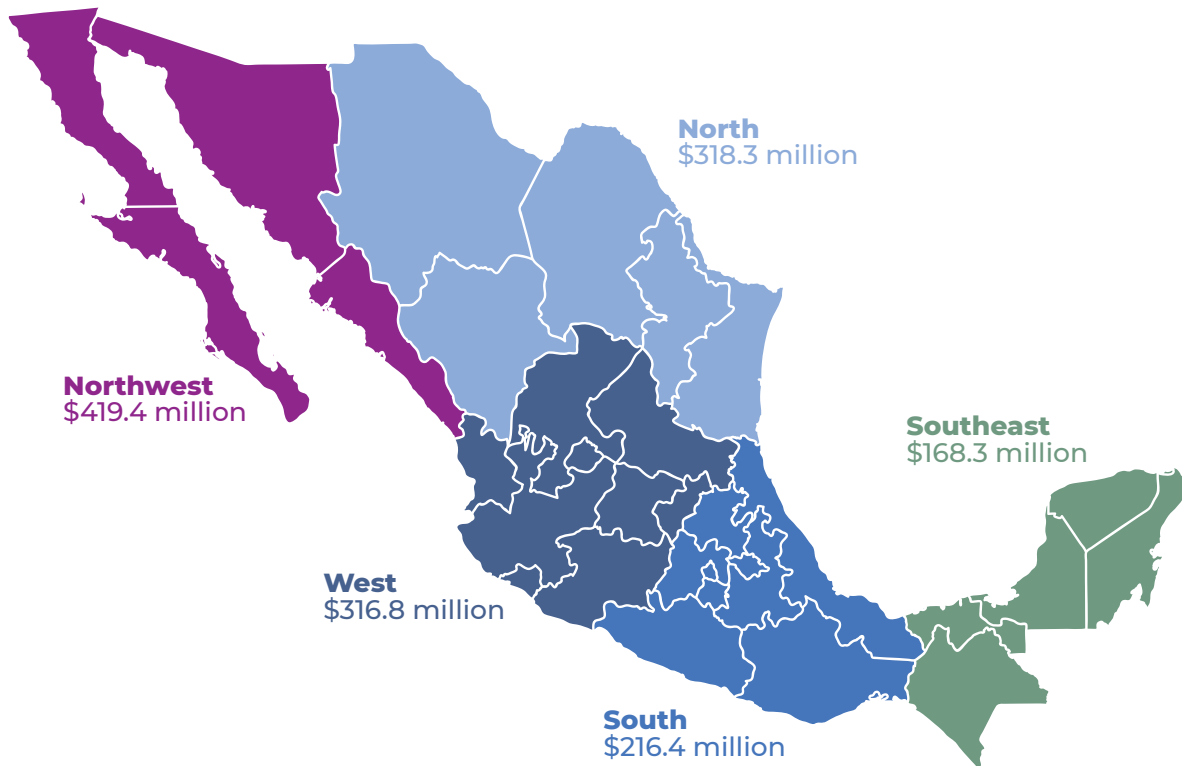 North
$318.3 million
Northwest
$419.4 million
Southeast
$168.3 million
West
$316.8 million
South
$216.4 million